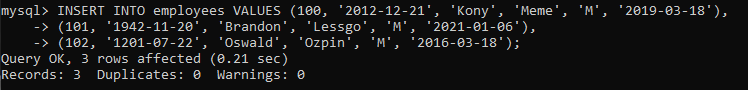 mysql> INSERT INTO employees VALUES (100, '2012-12-21', 'Kony', 'Meme', 'M', '2019-03-18'),
    -> (101, '1942-11-20', 'Brandon', 'Lessgo', 'M', '2021-01-06'),
    -> (102, '1201-07-22', 'Oswald', 'Ozpin', 'M', '2016-03-18');
Query OK, 3 rows affected (0.21 sec)
Records: 3  Duplicates: 0  Warnings: 0